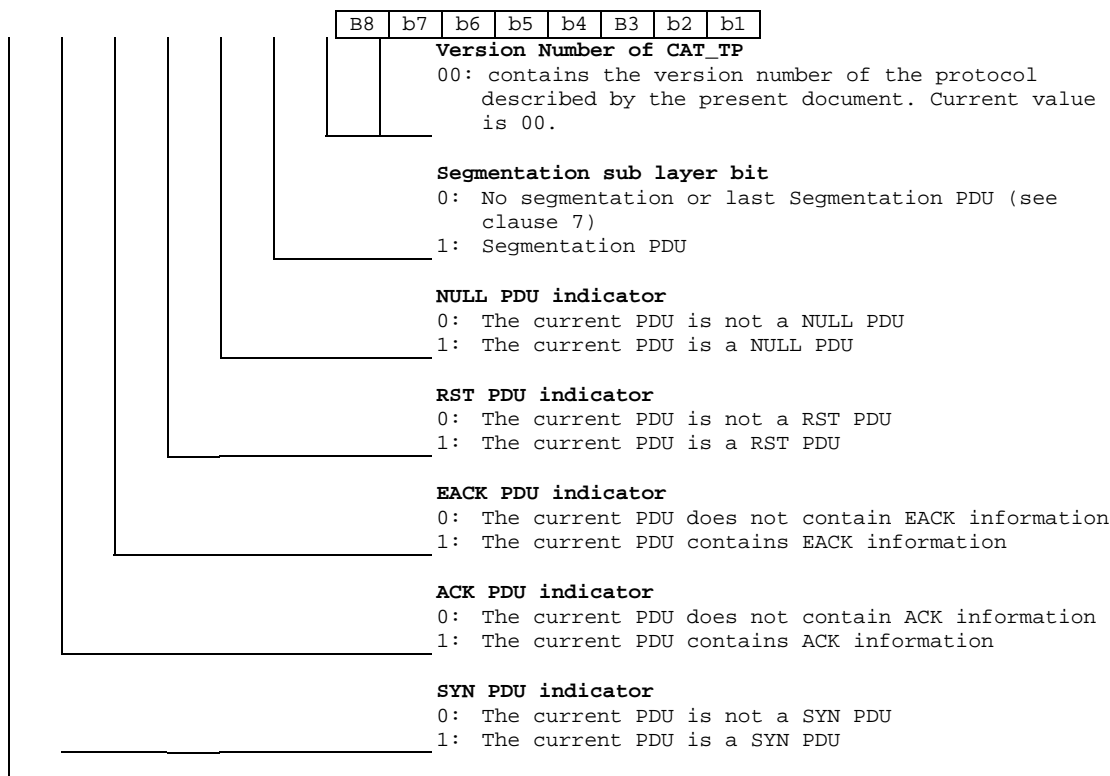 B8 b7 b6 b5 b4 B3 b2 b1
Version Number of CAT_TP
00: contains the version number of the protocol
described by the present document. Current value
is 00.
Segmentation sub layer bit
0: No segmentation or last Segmentation PDU (see
clause 7)
1: Segmentation PDU
NULL PDU indicator
0: The current PDU is not a NULL PDU
1: The current PDU is a NULL PDU
RST PDU indicator
0: The current PDU is not a RST PDU
1: The current PDU is a RST PDU
EACK PDU indicator
0: The current PDU does not contain EACK information
1: The current PDU contains EACK information
ACK PDU indicator
0: The current PDU does not contain ACK information
1: The current PDU contains ACK information
SYN PDU indicator
0: The current PDU is not a SYN PDU
1: The current PDU is a SYN PDU